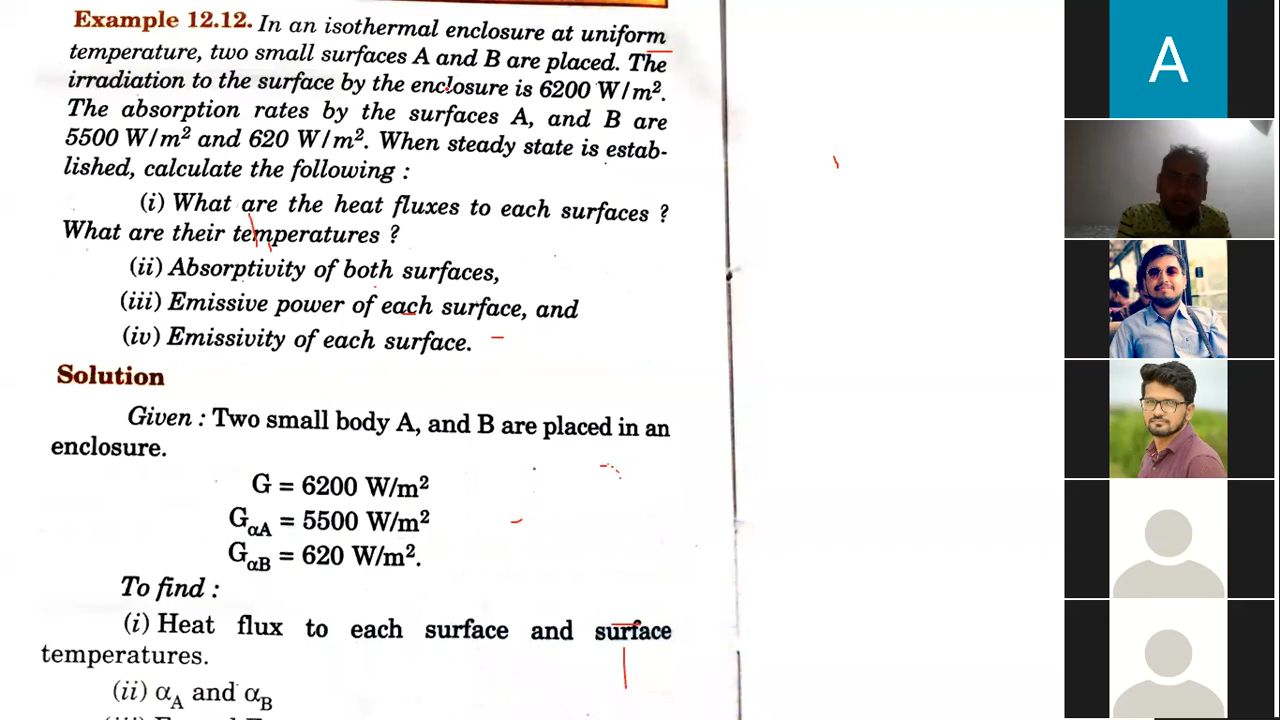 Example 12.12. In an isothermal enclosure at uniform
temperature, two small surfaces A and B are placed. The
irradiation to the surface by the enclosure is 6200 W/m².
The absorption rates by the surfaces A, and B are
5500 W/m² and 620 W/m². When steady state is estab-
lished, calculate the following :
(i) What are the heat fluxes to each surfaces ?
What are their temperatures ?
(ii) Absorptivity of both surfaces,
(iii) Emissive power of each surface, and
(iv) Emissivity of each surface.
Solution
Given : Two small body A, and B are placed in an
enclosure.
G = 6200 W/m²
GαA = 5500 W/m²
GαB = 620 W/m².
To find :
(i) Heat flux to each surface and surface
temperatures.
(ii) αA and αB
A